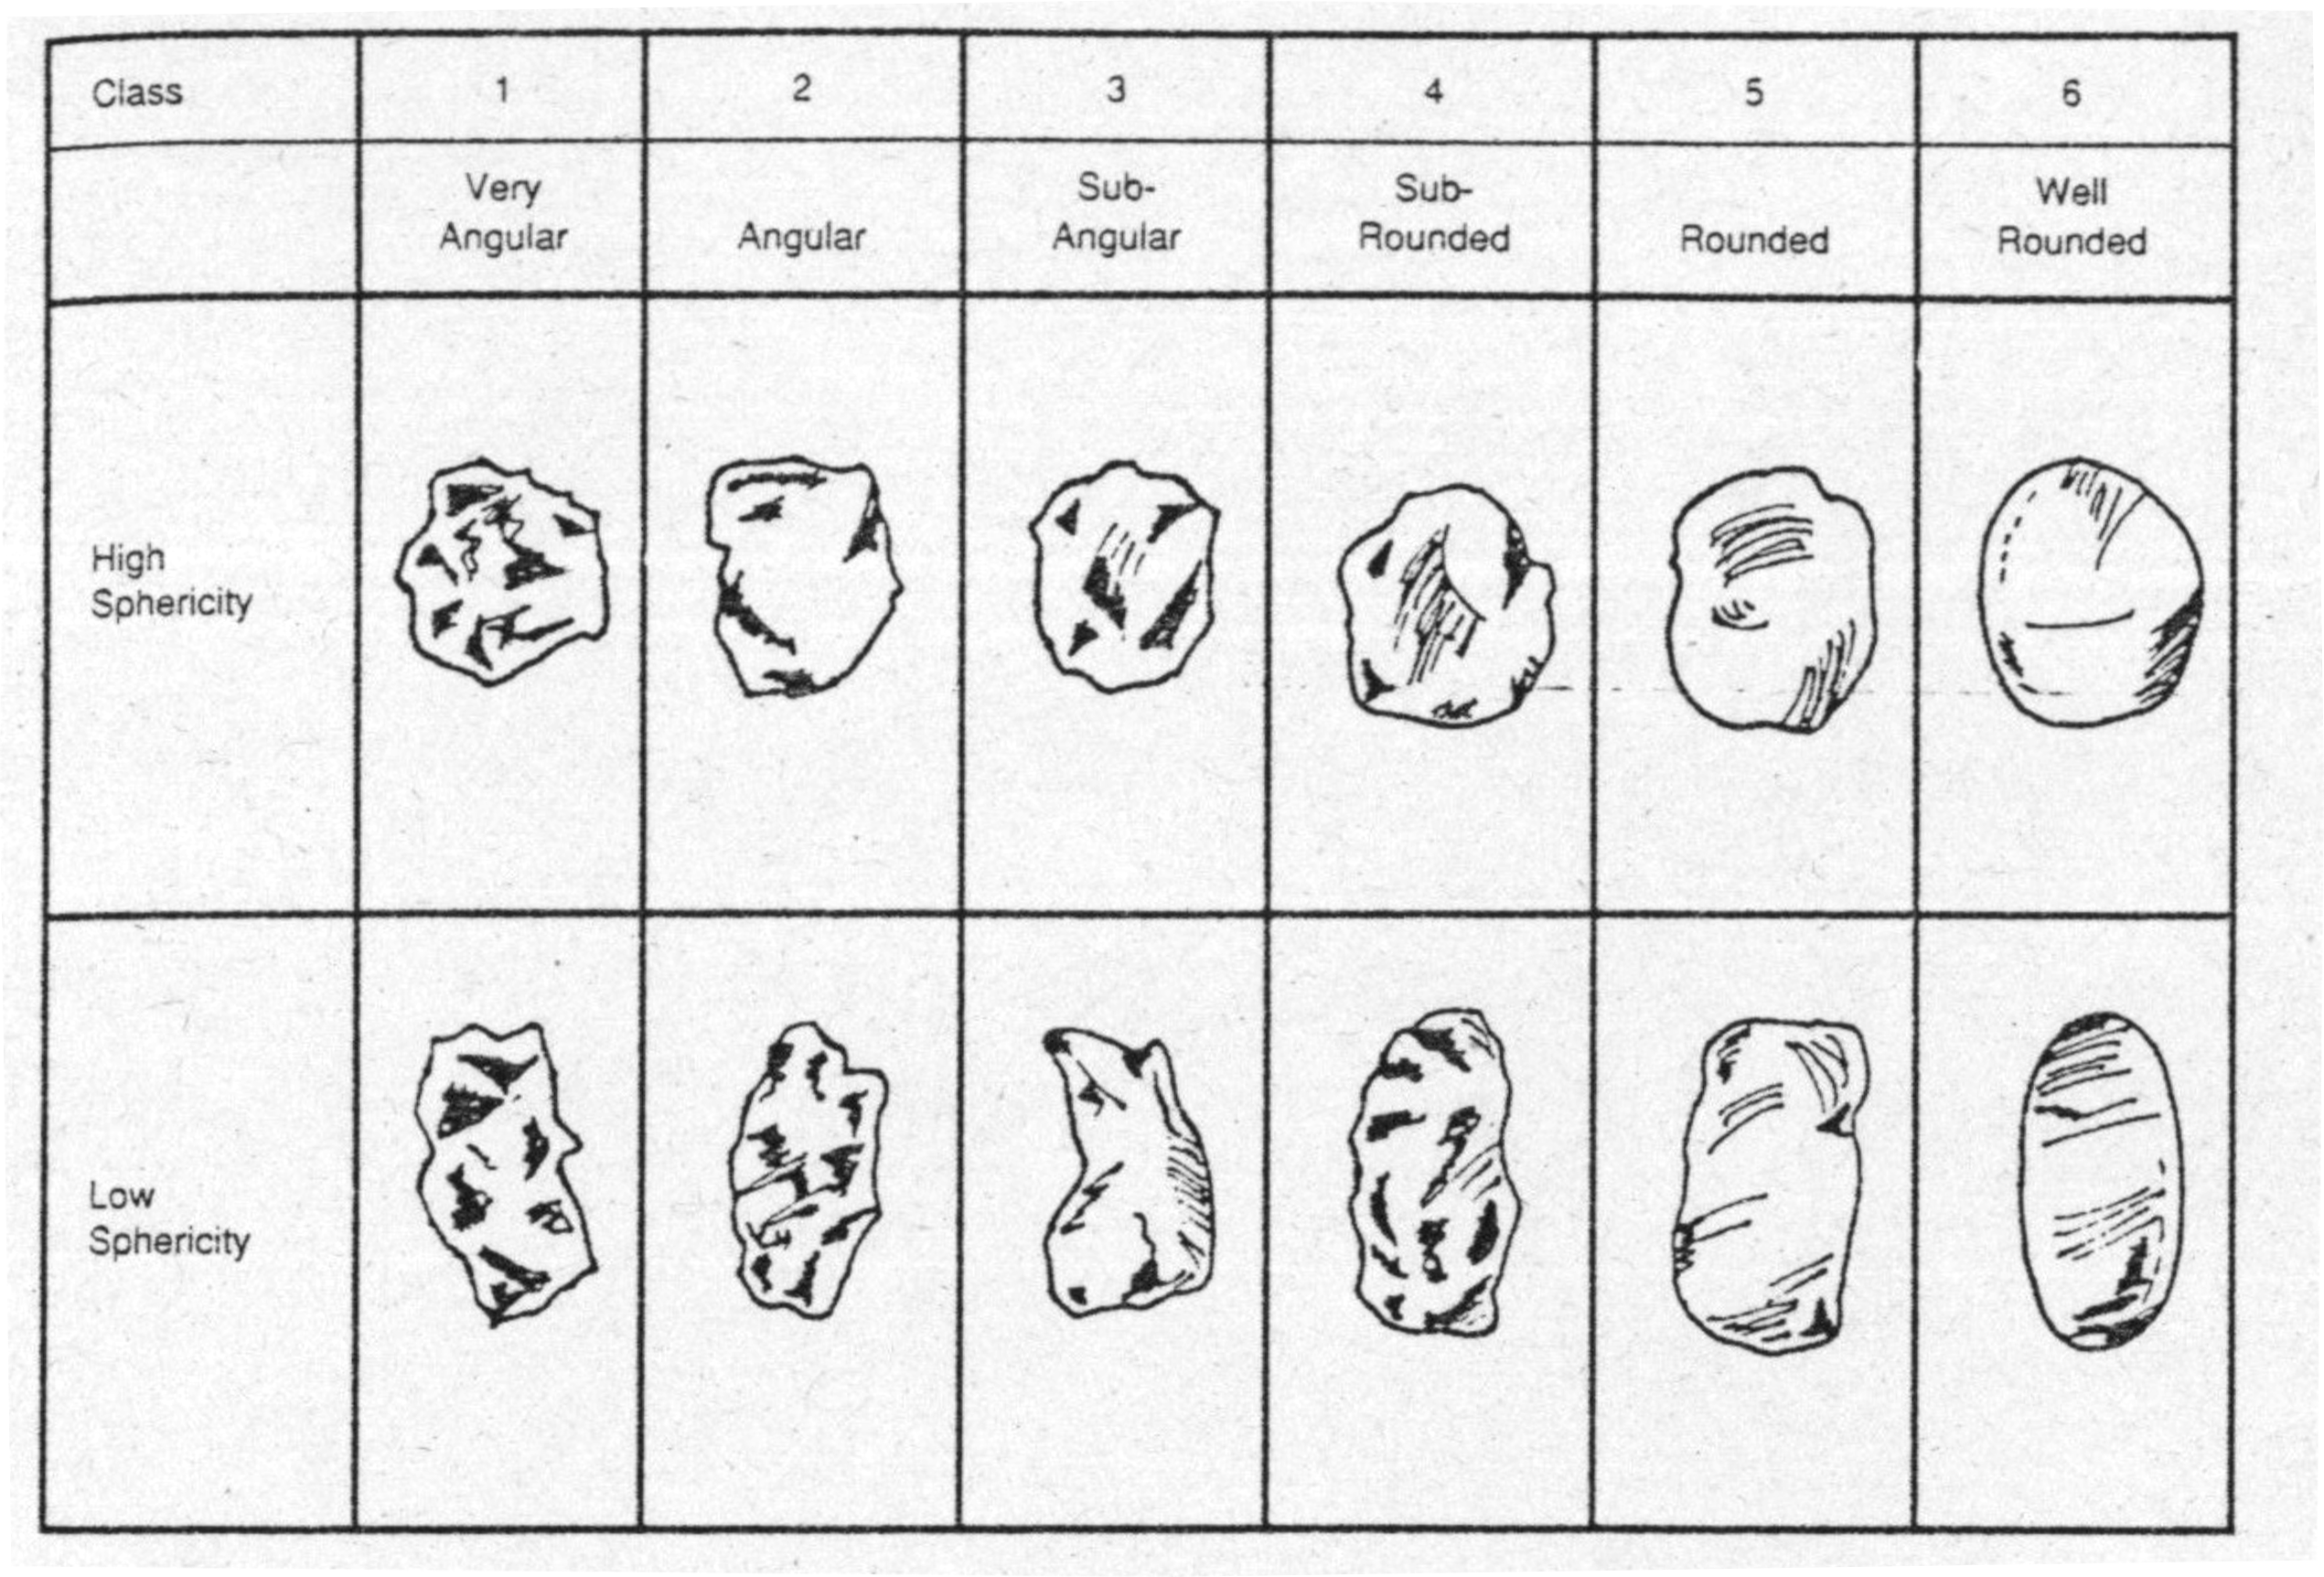 Class 1 2 3 4 5 6
Very Sub- Sub- Well
Angular Angular Angular Rounded Rounded Rounded
High
Sphericity
Low
Sphericity